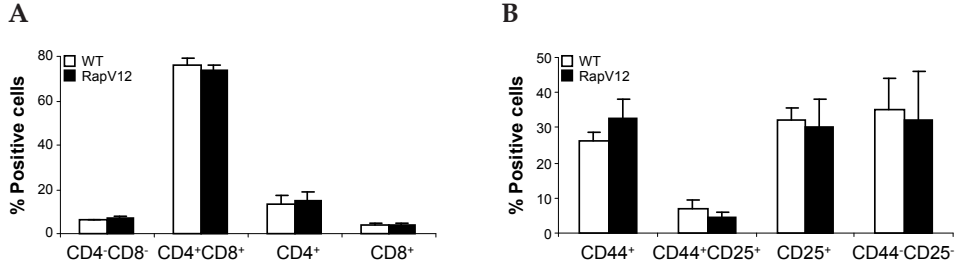 A
% Positive cells
80
60
40
20
0
WT
RapV12
CD4⁻CD8⁻
CD4⁺CD8⁺
CD4⁺
CD8⁺
B
% Positive cells
50
40
30
20
10
0
WT
RapV12
CD44⁺
CD44⁺CD25⁺
CD25⁺
CD44⁻CD25⁻